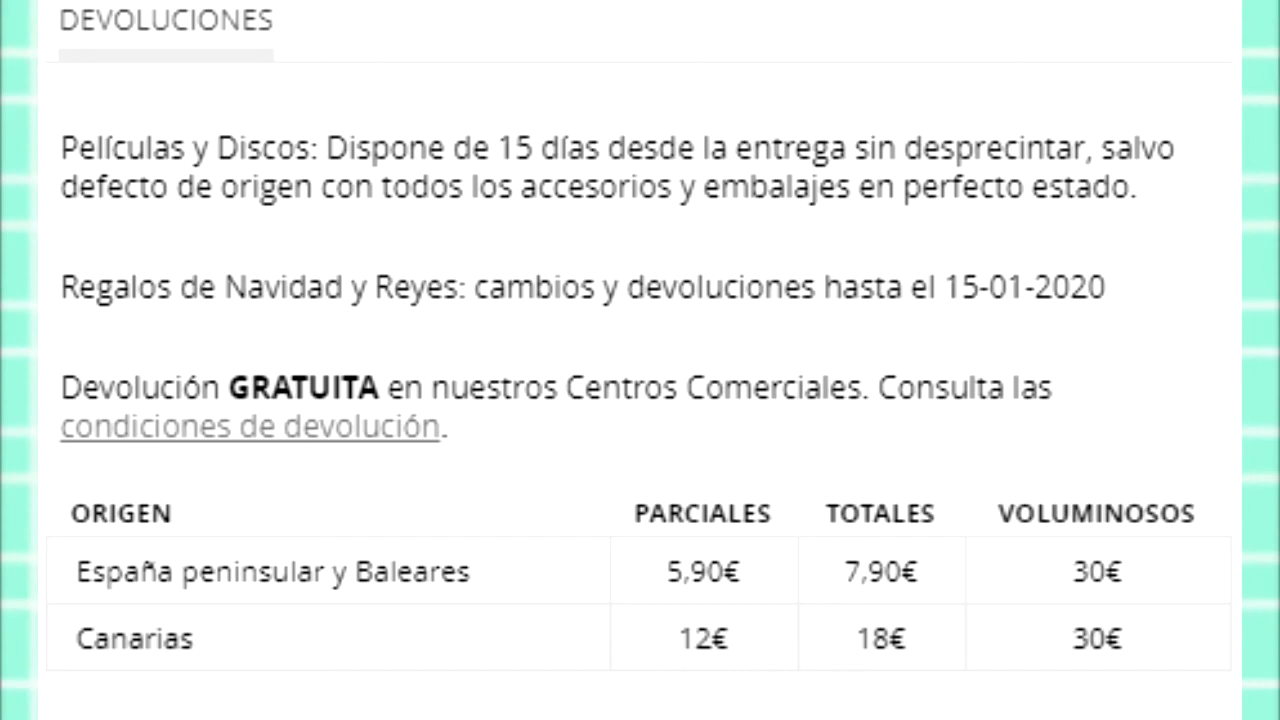 DEVOLUCIONES
Películas y Discos: Dispone de 15 días desde la entrega sin desprecintar, salvo
defecto de origen con todos los accesorios y embalajes en perfecto estado.
Regalos de Navidad y Reyes: cambios y devoluciones hasta el 15-01-2020
Devolución GRATUITA en nuestros Centros Comerciales. Consulta las
condiciones de devolución.
ORIGEN PARCIALES TOTALES VOLUMINOSOS
España peninsular y Baleares 5,90€ 7,90€ 30€
Canarias 12€ 18€ 30€